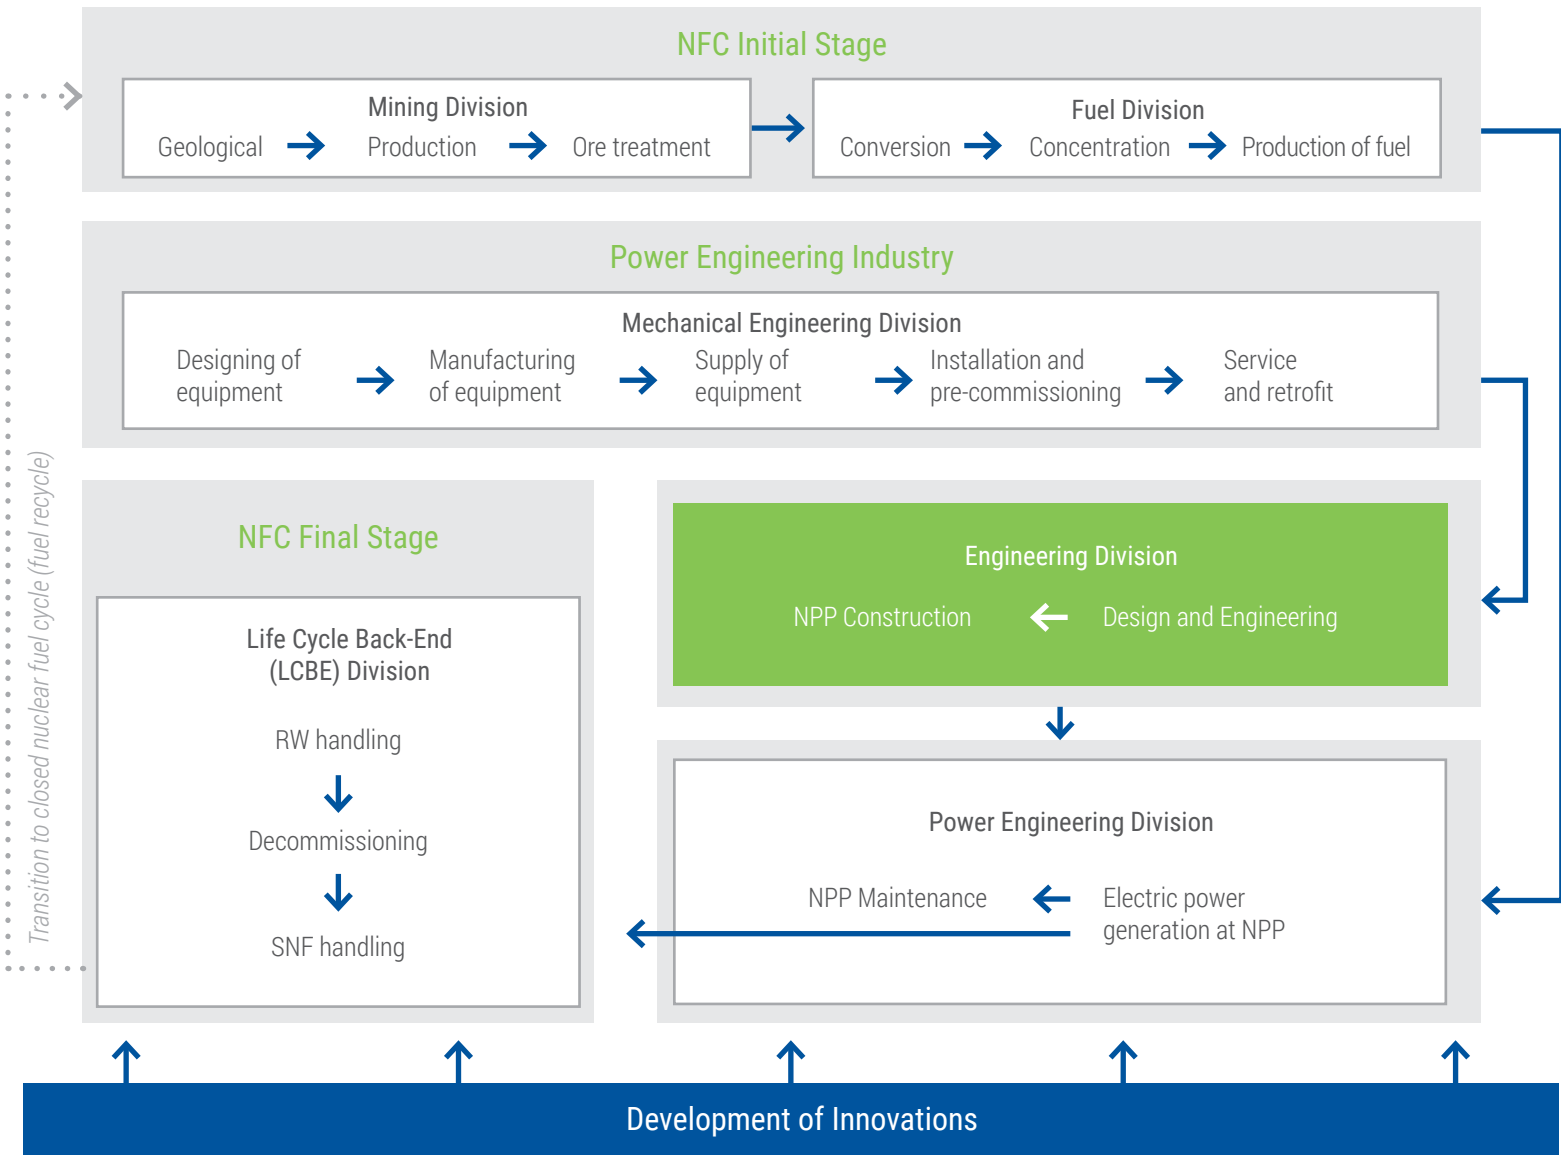 NFC Initial Stage
Mining Division
Geological
Production
Ore treatment
Fuel Division
Conversion
Concentration
Production of fuel
Power Engineering Industry
Mechanical Engineering Division
Designing of
equipment
Manufacturing
of equipment
Supply of
equipment
Installation and
pre-commissioning
Service
and retrofit
Transition to closed nuclear fuel cycle (fuel recycle)
NFC Final Stage
Life Cycle Back-End
(LCBE) Division
RW handling
Decommissioning
SNF handling
Engineering Division
NPP Construction
Design and Engineering
Power Engineering Division
NPP Maintenance
Electric power
generation at NPP
Development of Innovations